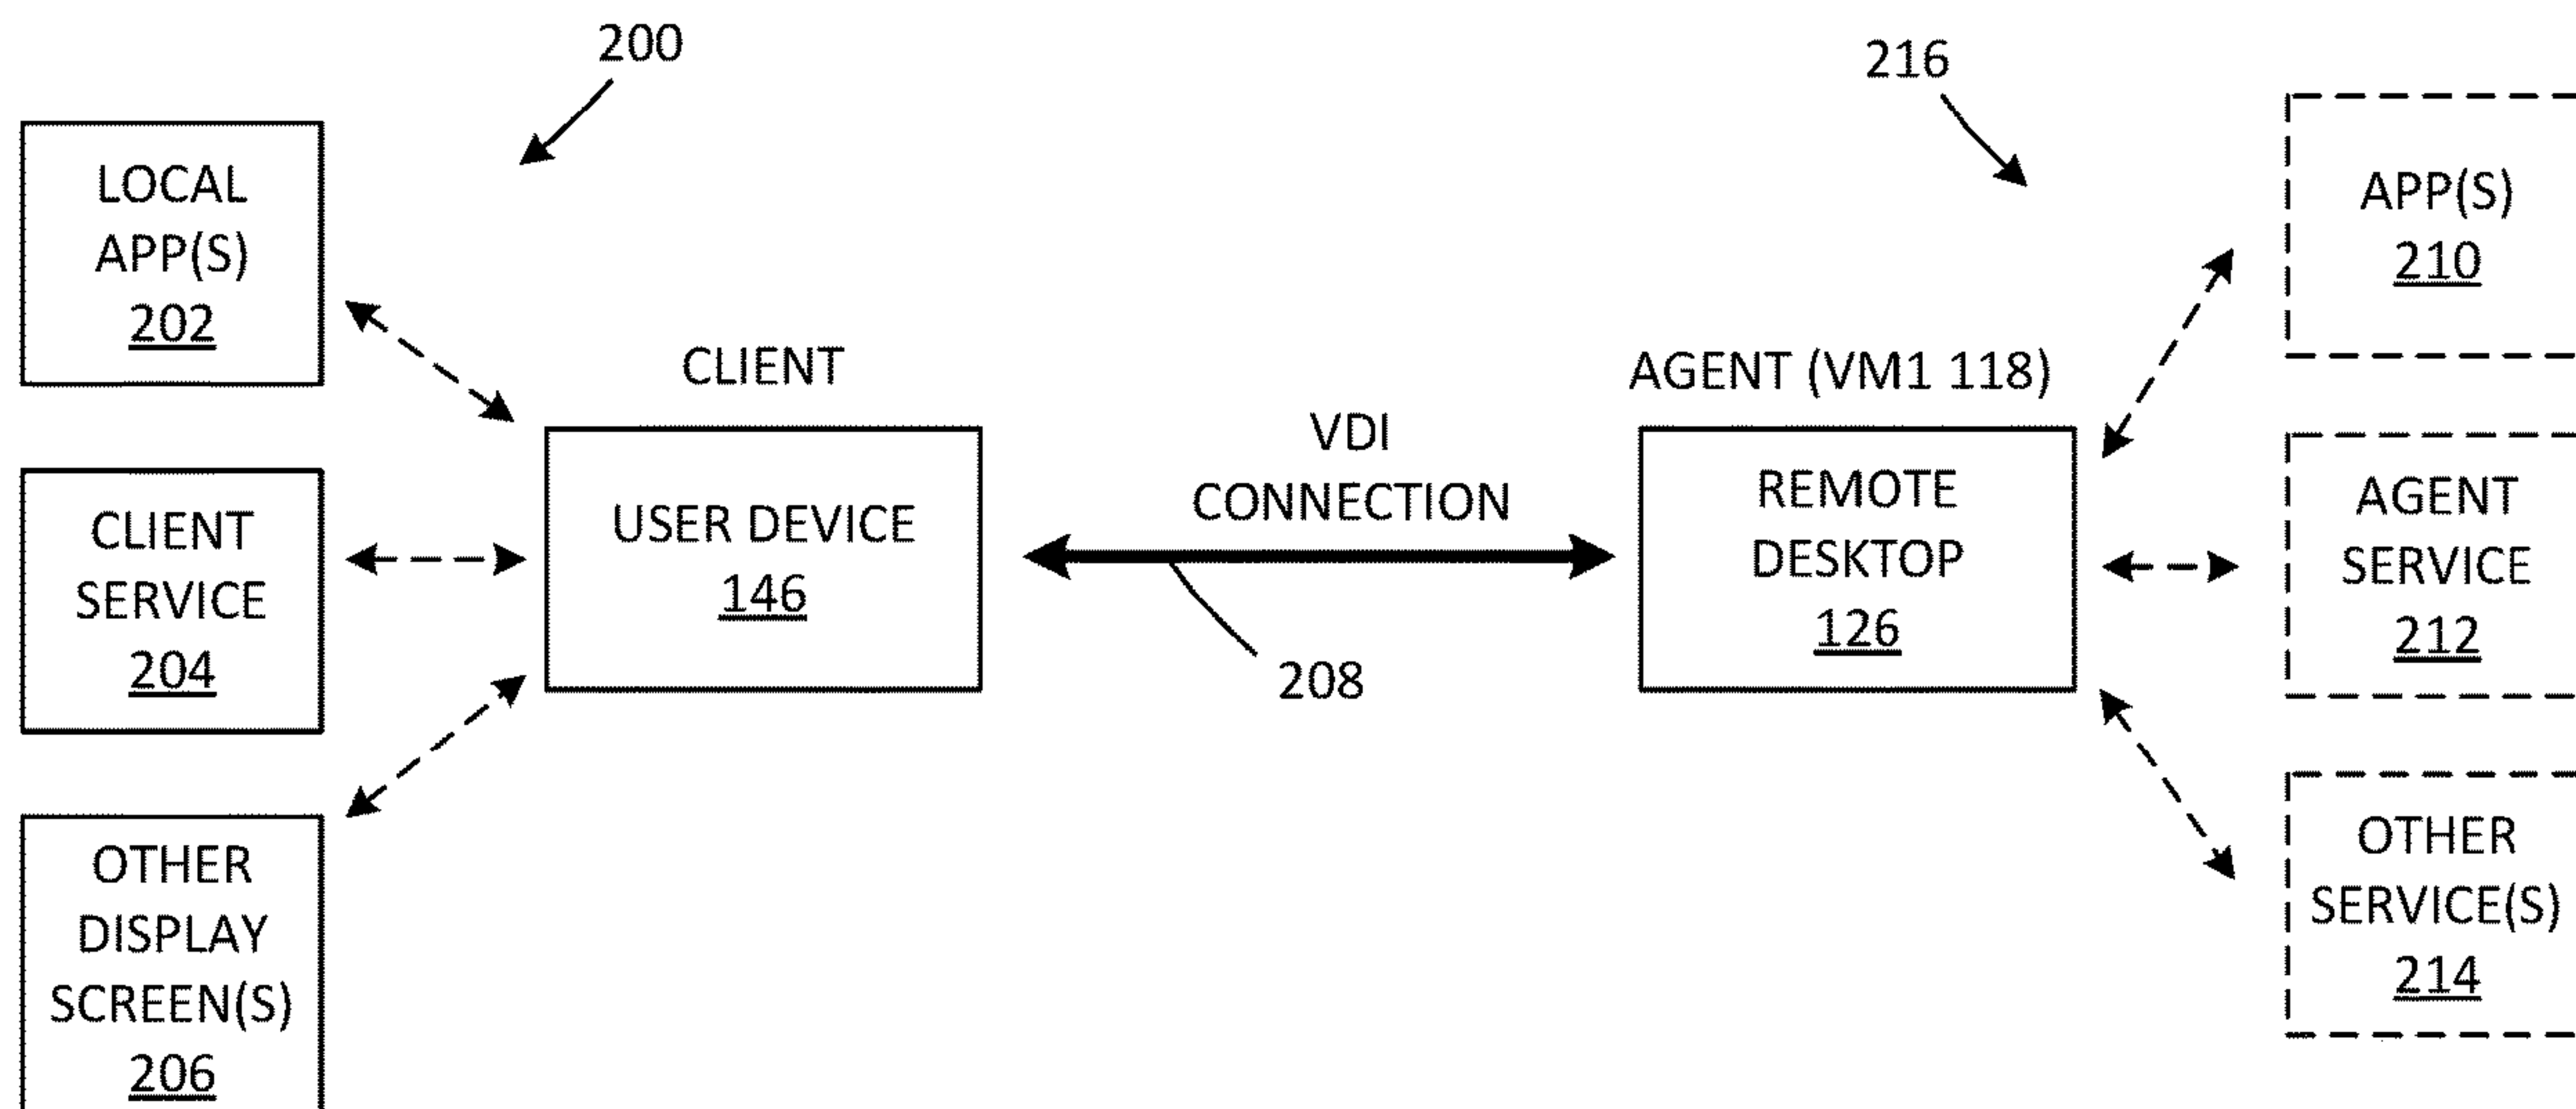 200
216
LOCAL
APP(S)
202
CLIENT
SERVICE
204
OTHER
DISPLAY
SCREEN(S)
206
CLIENT
USER DEVICE
146
VDI
CONNECTION
208
AGENT (VM1 118)
REMOTE
DESKTOP
126
APP(S)
210
AGENT
SERVICE
212
OTHER
SERVICE(S)
214